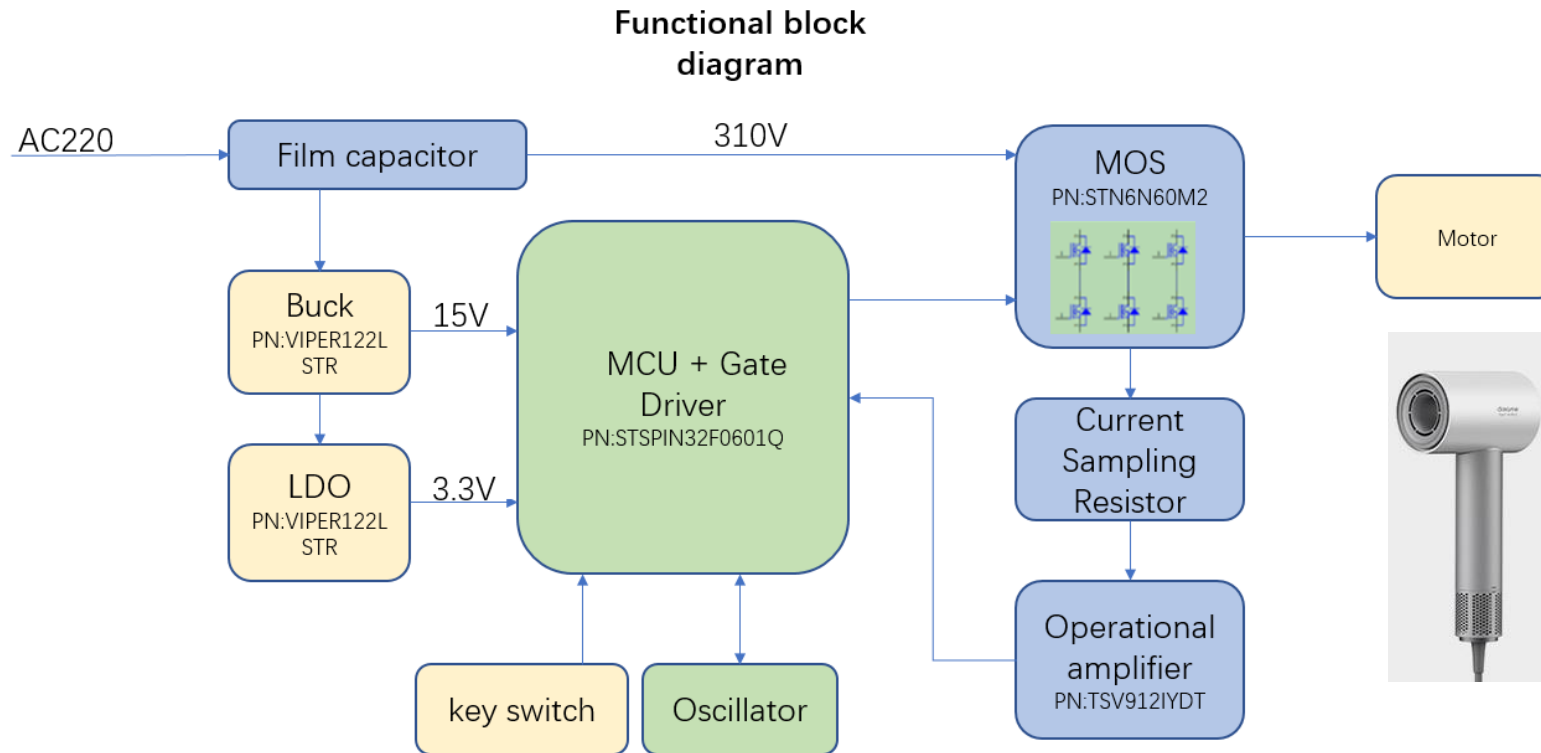 Functional block
diagram
AC220
Film capacitor
310V
MOS
PN:STN6N60M2
Motor
Buck
PN:VIPER122L
STR
15V
MCU + Gate
Driver
PN:STSPIN32F0601Q
LDO
PN:VIPER122L
STR
3.3V
Current
Sampling
Resistor
Operational
amplifier
PN:TSV912IYDT
key switch
Oscillator